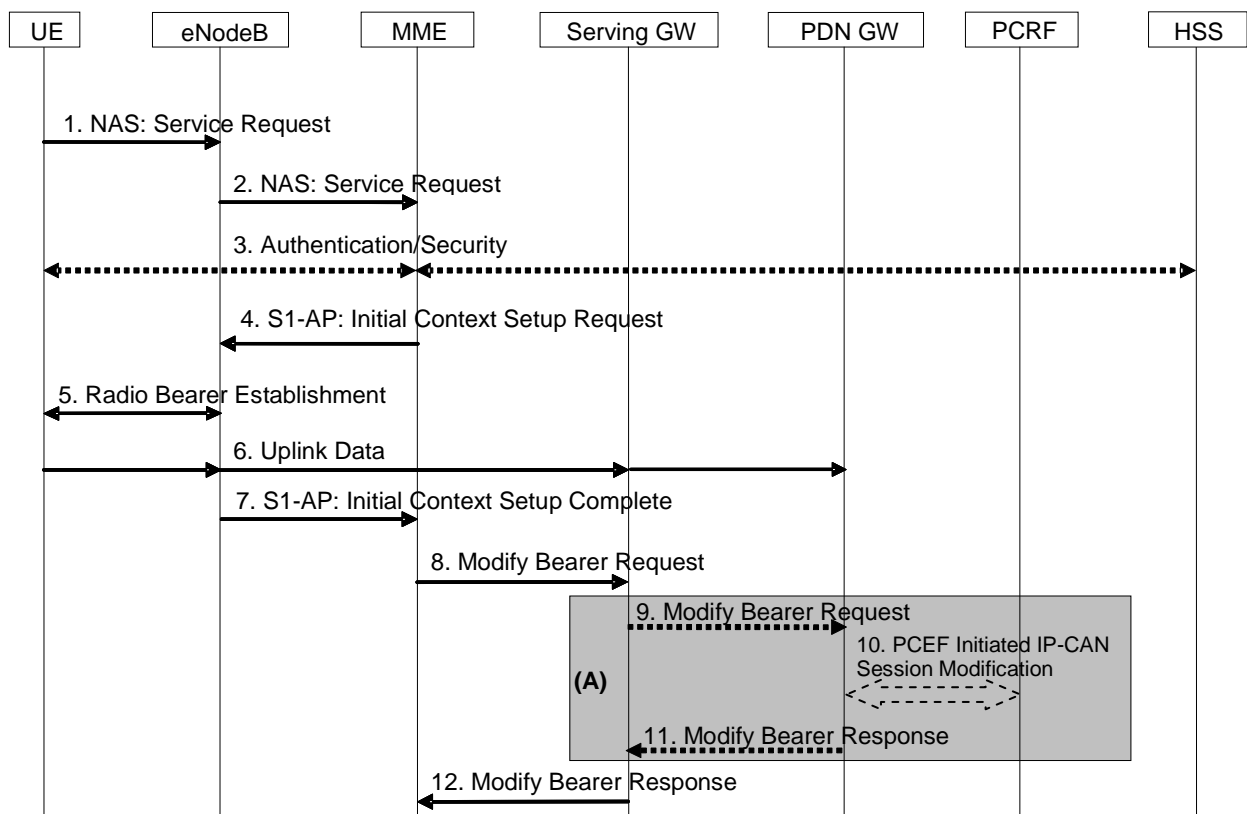 UE eNodeB MME Serving GW PDN GW PCRF HSS
1. NAS: Service Request
2. NAS: Service Request
3. Authentication/Security
4. S1-AP: Initial Context Setup Request
5. Radio Bearer Establishment
6. Uplink Data
7. S1-AP: Initial Context Setup Complete
8. Modify Bearer Request
9. Modify Bearer Request
10. PCEF Initiated IP-CAN
Session Modification
(A)
11. Modify Bearer Response
12. Modify Bearer Response